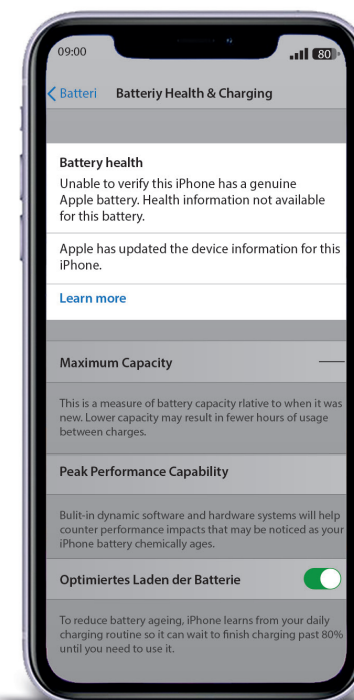 09:00
80
Batteri Batteriy Health & Charging
Battery health
Unable to verify this iPhone has a genuine
Apple battery. Health information not available
for this battery.
Apple has updated the device information for this
iPhone.
Learn more
Maximum Capacity —
This is a measure of battery capacity rlative to when it was
new. Lower capacity may result in fewer hours of usage
between charges.
Peak Performance Capability
Bulit-in dynamic software and hardware systems will help
counter performance impacts that may be noticed as your
iPhone battery chemically ages.
Optimiertes Laden der Batterie
To reduce battery ageing, iPhone learns from your daily
charging routine so it can wait to finish charging past 80%
until you need to use it.